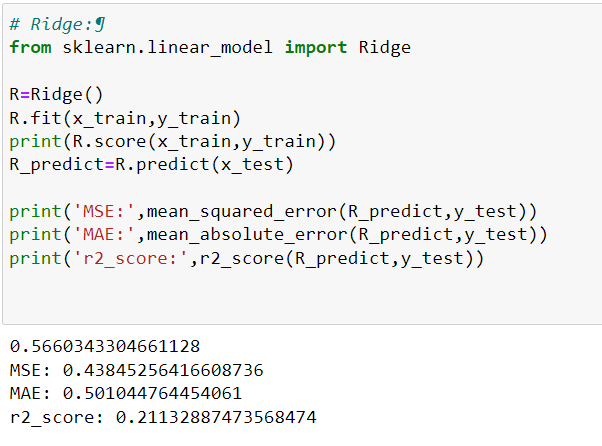 # Ridge:¶
from sklearn.linear_model import Ridge
R=Ridge()
R.fit(x_train,y_train)
print(R.score(x_train,y_train))
R_predict=R.predict(x_test)
print('MSE:',mean_squared_error(R_predict,y_test))
print('MAE:',mean_absolute_error(R_predict,y_test))
print('r2_score:',r2_score(R_predict,y_test))
0.5660343304661128
MSE: 0.43845256416608736
MAE: 0.501044764454061
r2_score: 0.21132887473568474